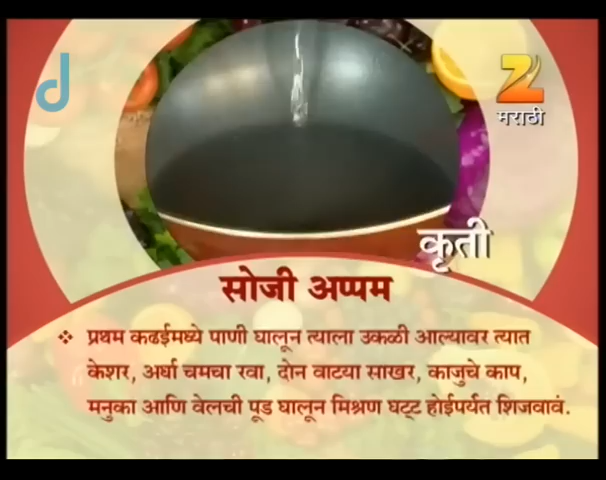 d
Z
मराठी
कृती
सोजी अप्पम
❖ प्रथम कढईमध्ये पाणी घालून त्याला उकळी आल्यावर त्यात
केशर, अर्धा चमचा रवा, दोन वाटया साखर, काजुचे काप,
मनुका आणि वेलची पूड घालून मिश्रण घट्ट होईपर्यंत शिजवावं.